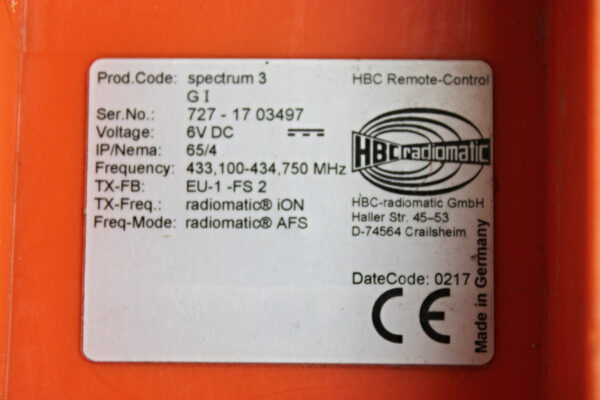 Prod.Code: spectrum 3
G I
Ser.No.: 727 - 17 03497
Voltage: 6V DC
IP/Nema: 65/4
Frequency: 433,100-434,750 MHz
TX-FB: EU-1 -FS 2
TX-Freq.: radiomatic® iON
Freq-Mode: radiomatic® AFS
HBC Remote-Control
HBC radiomatic
HBC-radiomatic GmbH
Haller Str. 45–53
D-74564 Crailsheim
DateCode: 0217
CE
Made in Germany